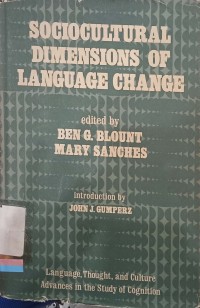 SOCIOCULTURAL
DIMENSIONS OF
LANGUAGE CHANGE
edited by
BEN G. BLOUNT
MARY SANCHES
introduction by
JOHN J. GUMPERZ
Language, Thought, and Culture
Advances in the Study of Cognition